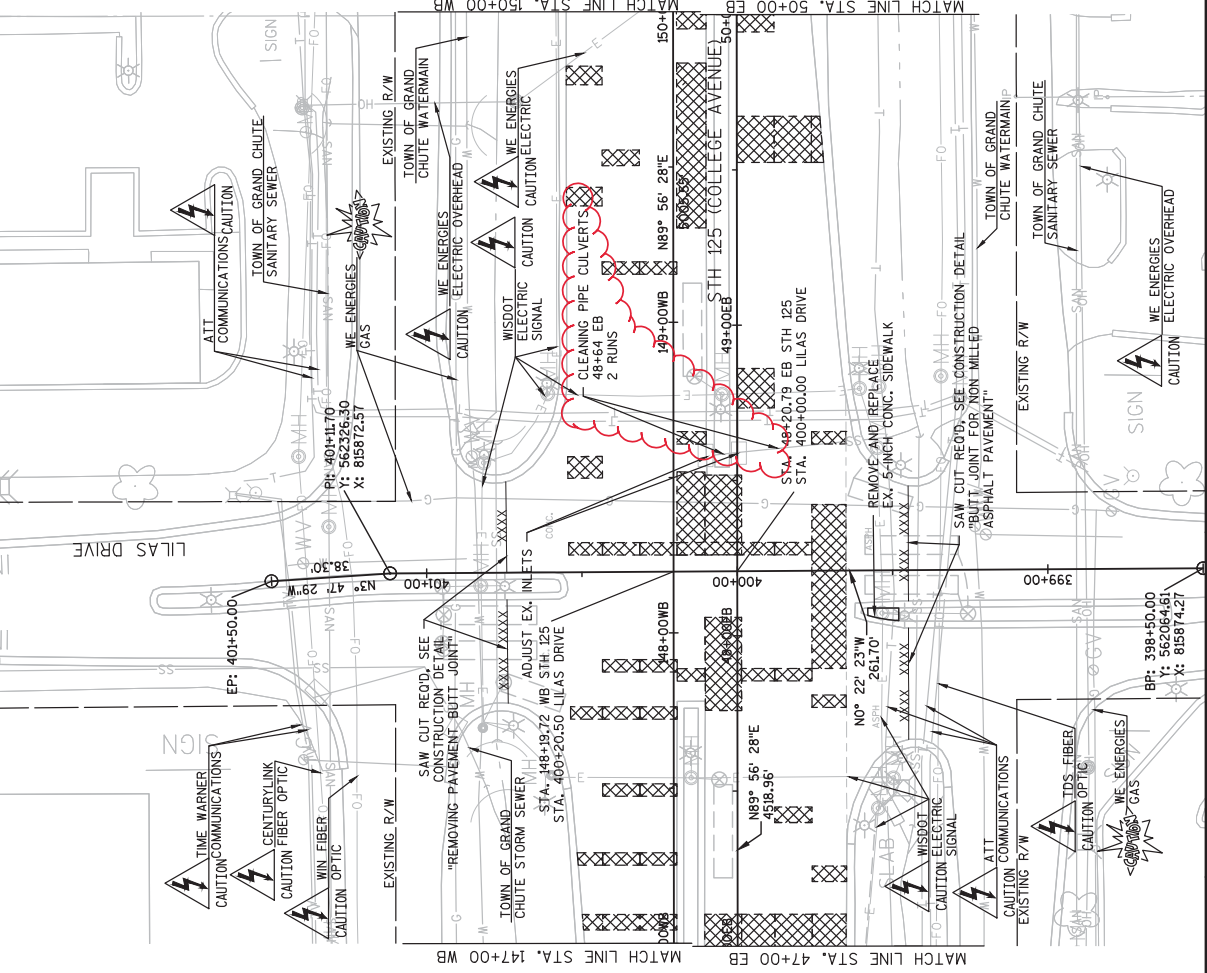 MATCH LINE STA. 150+00 WB
MATCH LINE STA. 50+00 EB
SIGN
EXISTING R/W
TOWN OF GRAND
CHUTE WATERMAIN
WE ENERGIES
ELECTRIC
CAUTION
ATT
COMMUNICATIONS
CAUTION
TOWN OF GRAND CHUTE
SANITARY SEWER
WE ENERGIES
GAS
CAUTION
WE ENERGIES
ELECTRIC OVERHEAD
CAUTION
WISDOT
ELECTRIC
SIGNAL
CAUTION
CLEANING PIPE CULVERTS
48+64 EB
2 RUNS
N89° 56' 28"E
149+00WB
49+00EB
STH 125 (COLLEGE AVENUE)
TOWN OF GRAND
CHUTE WATERMAIN
TOWN OF GRAND CHUTE
SANITARY SEWER
WE ENERGIES
ELECTRIC OVERHEAD
CAUTION
EXISTING R/W
SIGN
PI: 401+11.70
Y: 562326.30
X: 815872.57
STA. 48+20.79 EB STH 125
STA. 400+00.00 LILAS DRIVE
REMOVE AND REPLACE
EX. 5-INCH CONC. SIDEWALK
SAW CUT REQ'D, SEE CONSTRUCTION DETAIL
"BUTT JOINT FOR NON MILLED
ASPHALT PAVEMENT"
LILAS DRIVE
N3° 47' 29"W
38.30'
EP: 401+50.00
401+00
400+00
399+00
ADJUST EX. INLETS
SAW CUT REQ'D, SEE
CONSTRUCTION DETAIL
"REMOVING PAVEMENT BUTT JOINT"
STA. 148+19.72 WB STH 125
STA. 400+20.50 LILAS DRIVE
148+00WB
48+00EB
N0° 22' 23"W
261.70'
BP: 398+50.00
Y: 562064.61
X: 815874.27
SIGN
TIME WARNER
COMMUNICATIONS
CAUTION
CENTURYLINK
FIBER OPTIC
CAUTION
WIN FIBER
OPTIC
CAUTION
EXISTING R/W
TOWN OF GRAND
CHUTE STORM SEWER
N89° 56' 28"E
4518.96'
SLAB
WISDOT
ELECTRIC
SIGNAL
CAUTION
ATT
COMMUNICATIONS
CAUTION
EXISTING R/W
TDS FIBER
OPTIC
CAUTION
WE ENERGIES
GAS
CAUTION
MATCH LINE STA. 147+00 WB
MATCH LINE STA. 47+00 EB